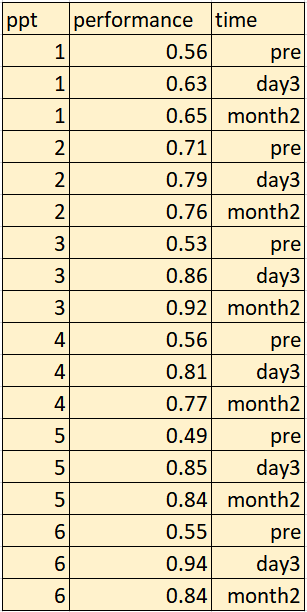 ppt performance time
1 0.56 pre
1 0.63 day3
1 0.65 month2
2 0.71 pre
2 0.79 day3
2 0.76 month2
3 0.53 pre
3 0.86 day3
3 0.92 month2
4 0.56 pre
4 0.81 day3
4 0.77 month2
5 0.49 pre
5 0.85 day3
5 0.84 month2
6 0.55 pre
6 0.94 day3
6 0.84 month2